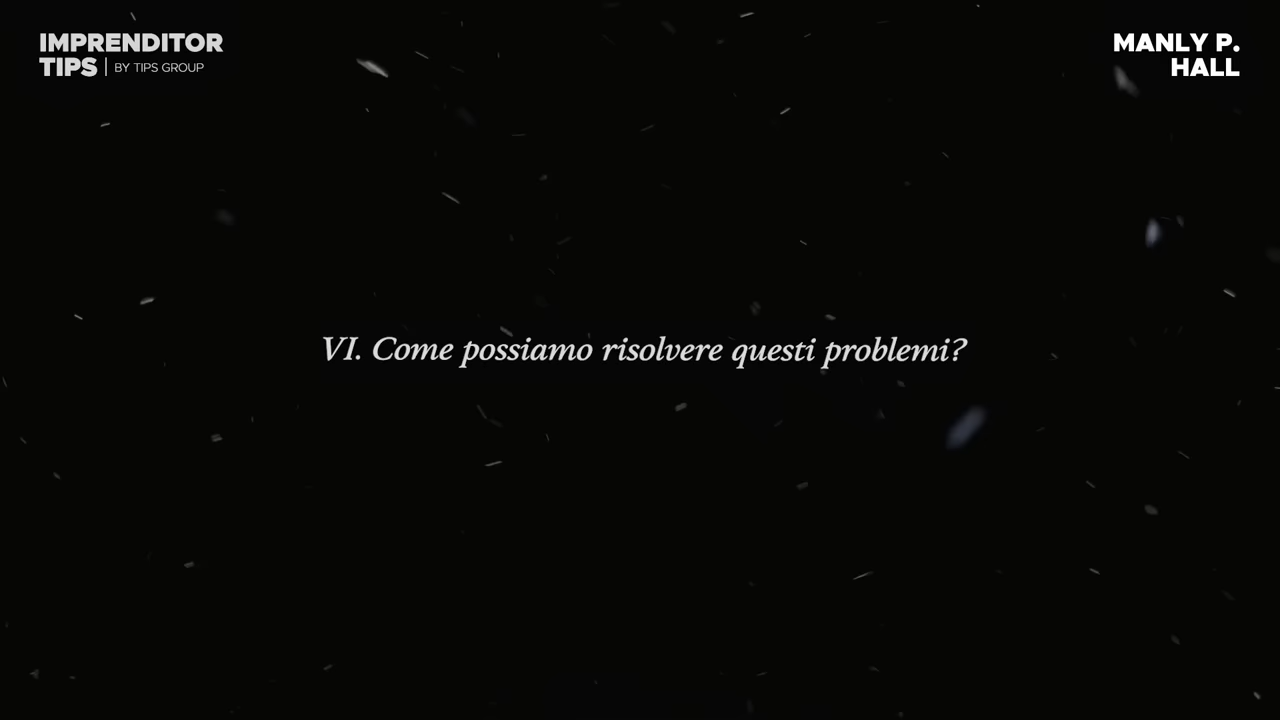 IMPRENDITOR
TIPS | BY TIPS GROUP
MANLY P.
HALL
VI. Come possiamo risolvere questi problemi?